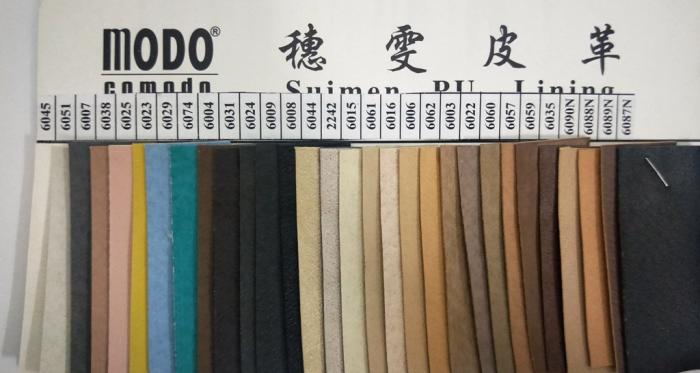 MODO® 穗雯皮革
comodo Suimen PU Lining
6045 6051 6007 6038 6025 6023 6029 6074 6004 6031 6024 6009 6008 6044 2242 6015 6061 6016 6006 6062 6003 6022 6060 6057 6059 6035 6090N 6088N 6089N 6087N